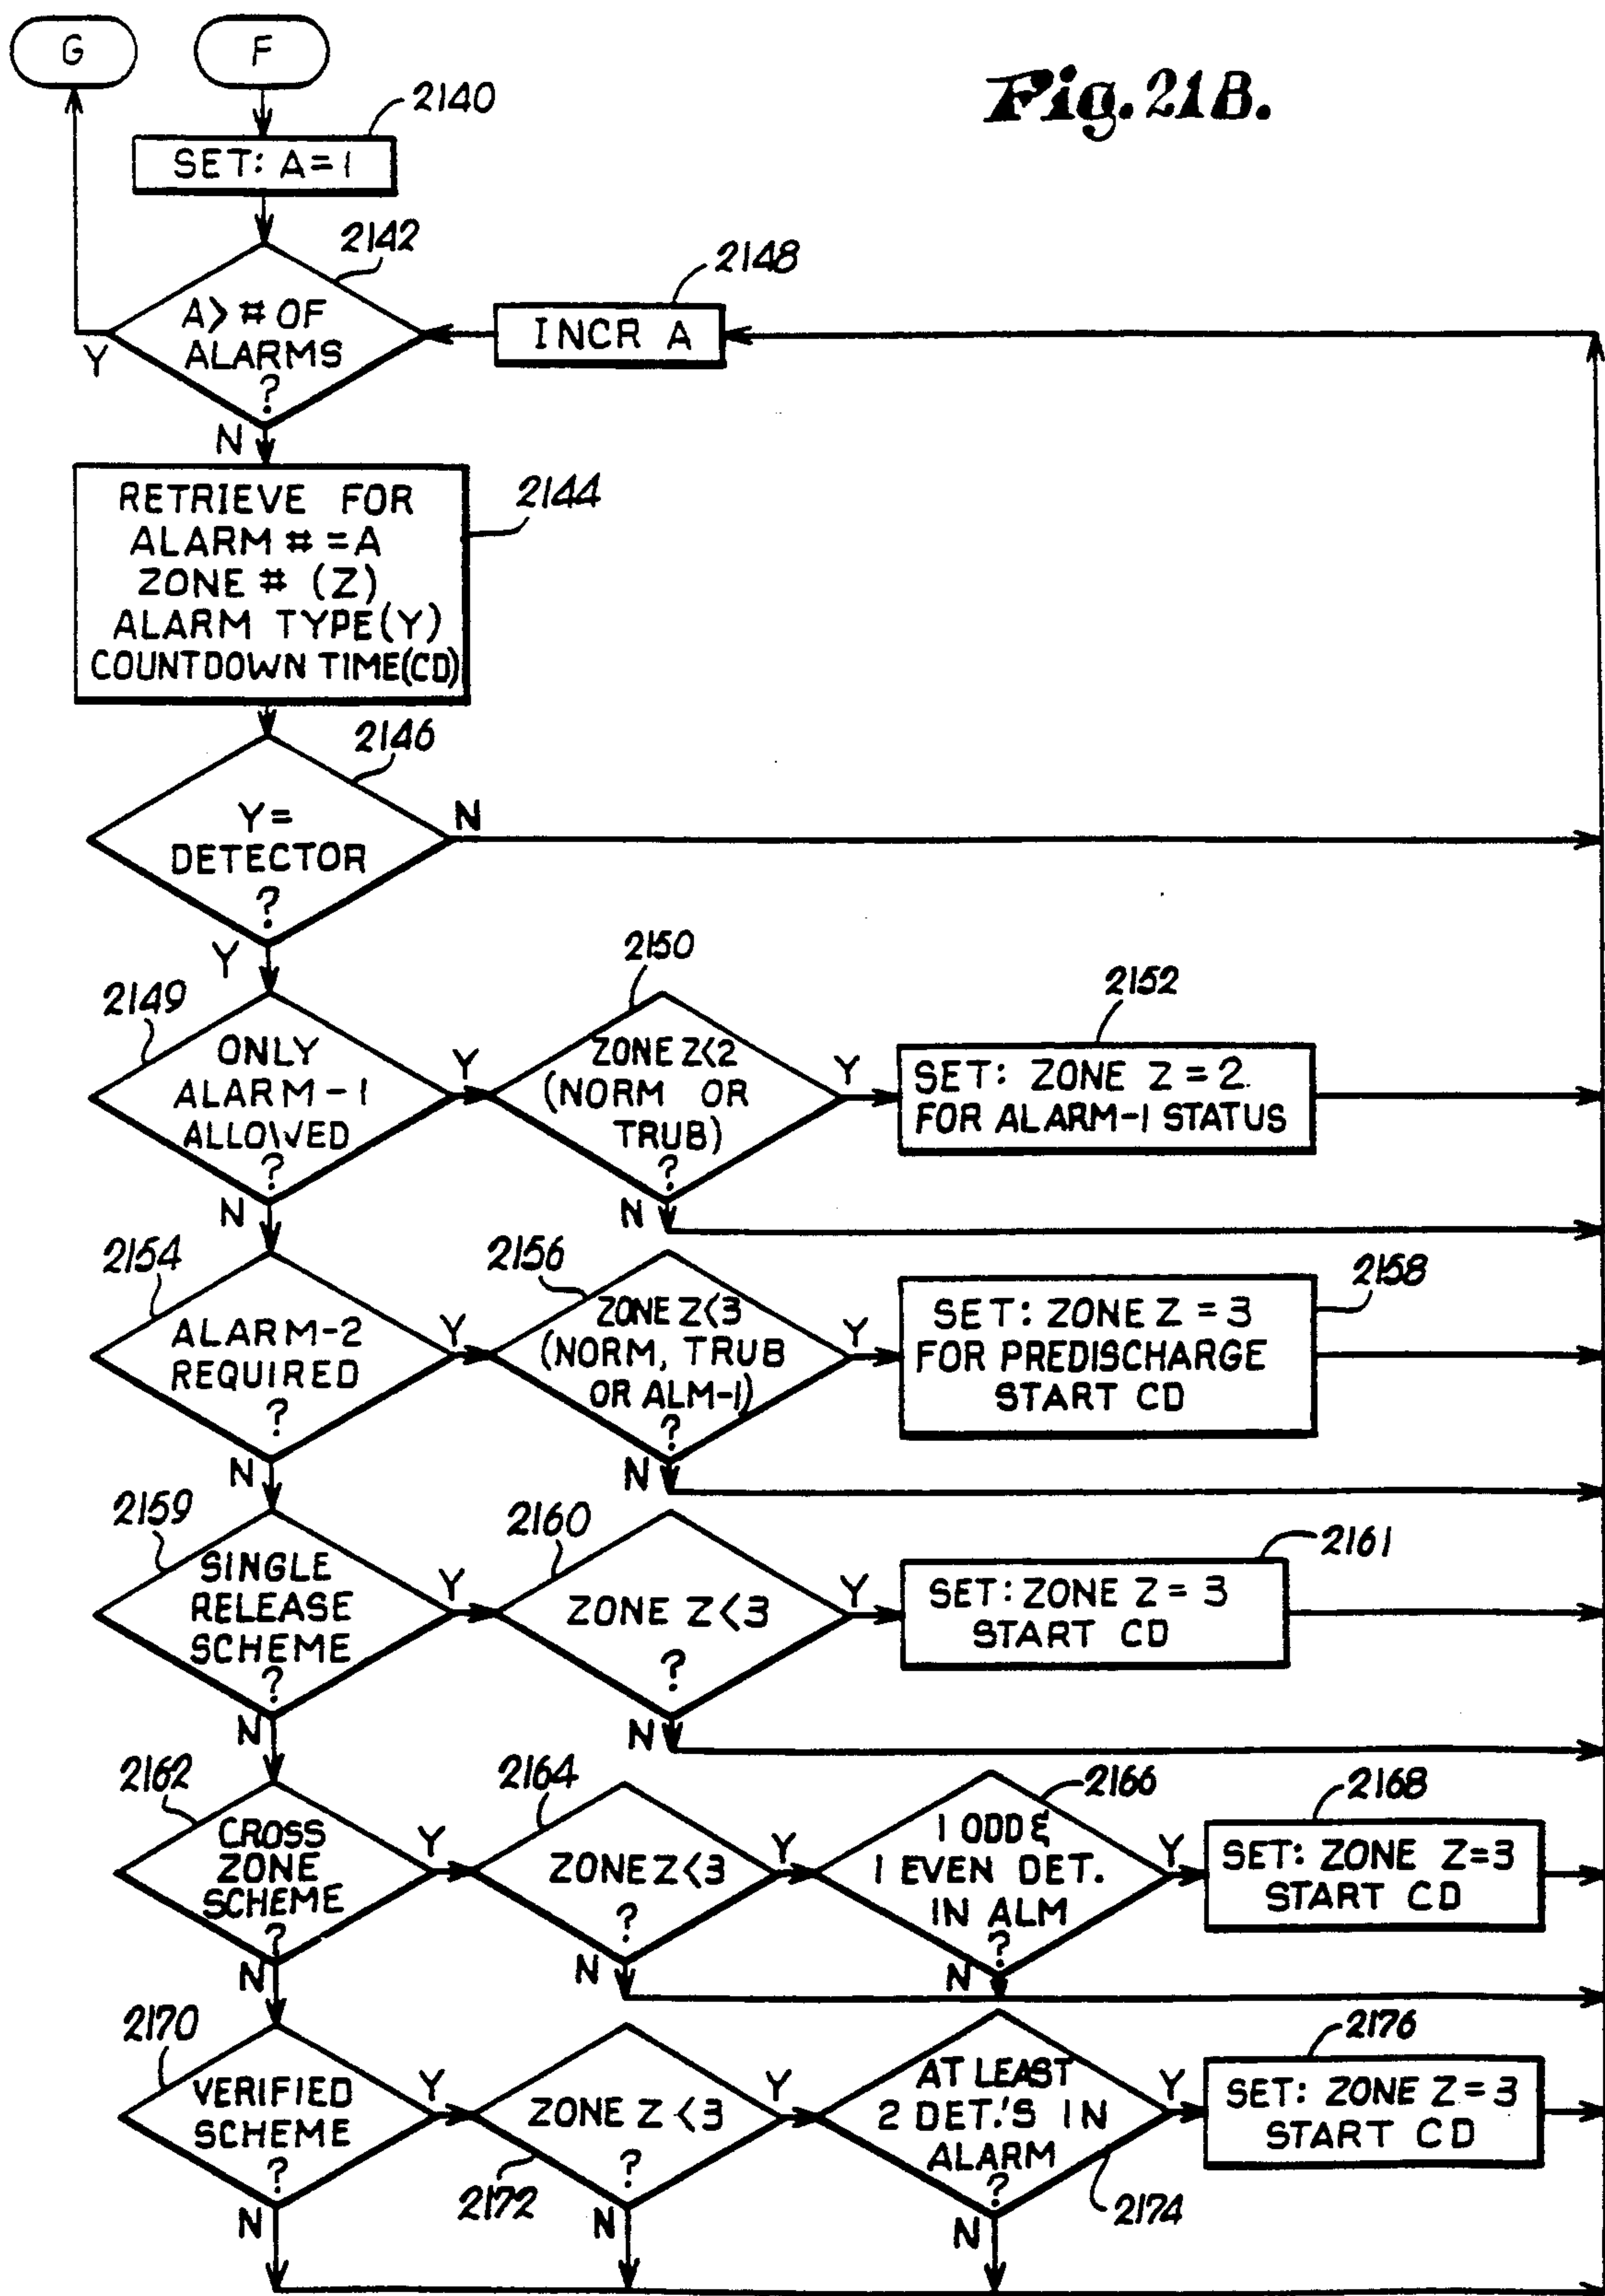 G
F
Fig. 21B.
2140
SET: A=1
2142
2148
A> # OF
ALARMS
?
INCR A
Y
N
RETRIEVE FOR
ALARM # =A
ZONE # (Z)
ALARM TYPE(Y)
COUNTDOWN TIME(CD)
2144
2146
Y=
DETECTOR
?
N
Y
2149
ONLY
ALARM-1
ALLOWED
?
Y
N
2150
ZONE Z<2
(NORM OR
TRUB)
?
Y
N
2152
SET: ZONE Z = 2.
FOR ALARM-1 STATUS
2154
ALARM-2
REQUIRED
?
Y
N
2156
ZONE Z<3
(NORM, TRUB
OR ALM-1)
?
Y
N
2158
SET: ZONE Z = 3
FOR PREDISCHARGE
START CD
2159
SINGLE
RELEASE
SCHEME
?
Y
N
2160
ZONE Z<3
?
Y
N
2161
SET: ZONE Z = 3
START CD
2162
CROSS
ZONE
SCHEME
?
Y
N
2164
ZONE Z<3
?
Y
N
2166
1 ODD &
1 EVEN DET.
IN ALM
?
Y
N
2168
SET: ZONE Z=3
START CD
2170
VERIFIED
SCHEME
?
Y
N
ZONE Z <3
?
2172
Y
N
AT LEAST
2 DET.'S IN
ALARM
?
2174
Y
N
2176
SET: ZONE Z=3
START CD